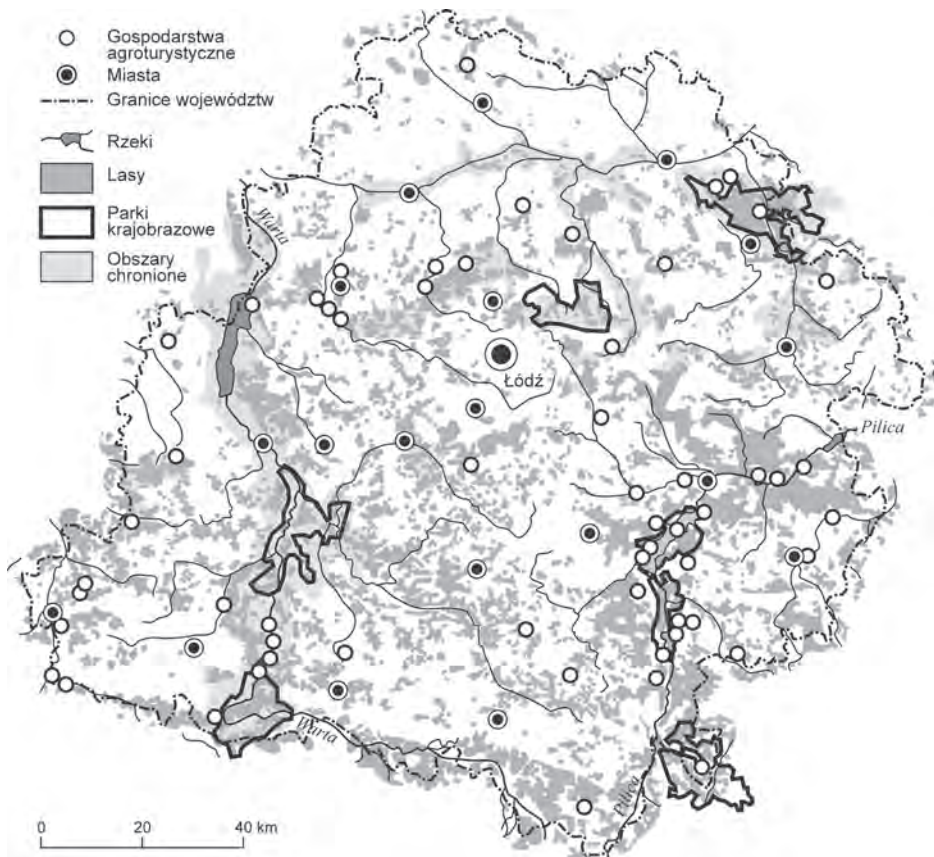 Gospodarstwa
agroturystyczne
Miasta
Granice województw
Rzeki
Lasy
Parki
krajobrazowe
Obszary
chronione
Warta
Łódź
Pilica
Warta
Pilica
0 20 40 km